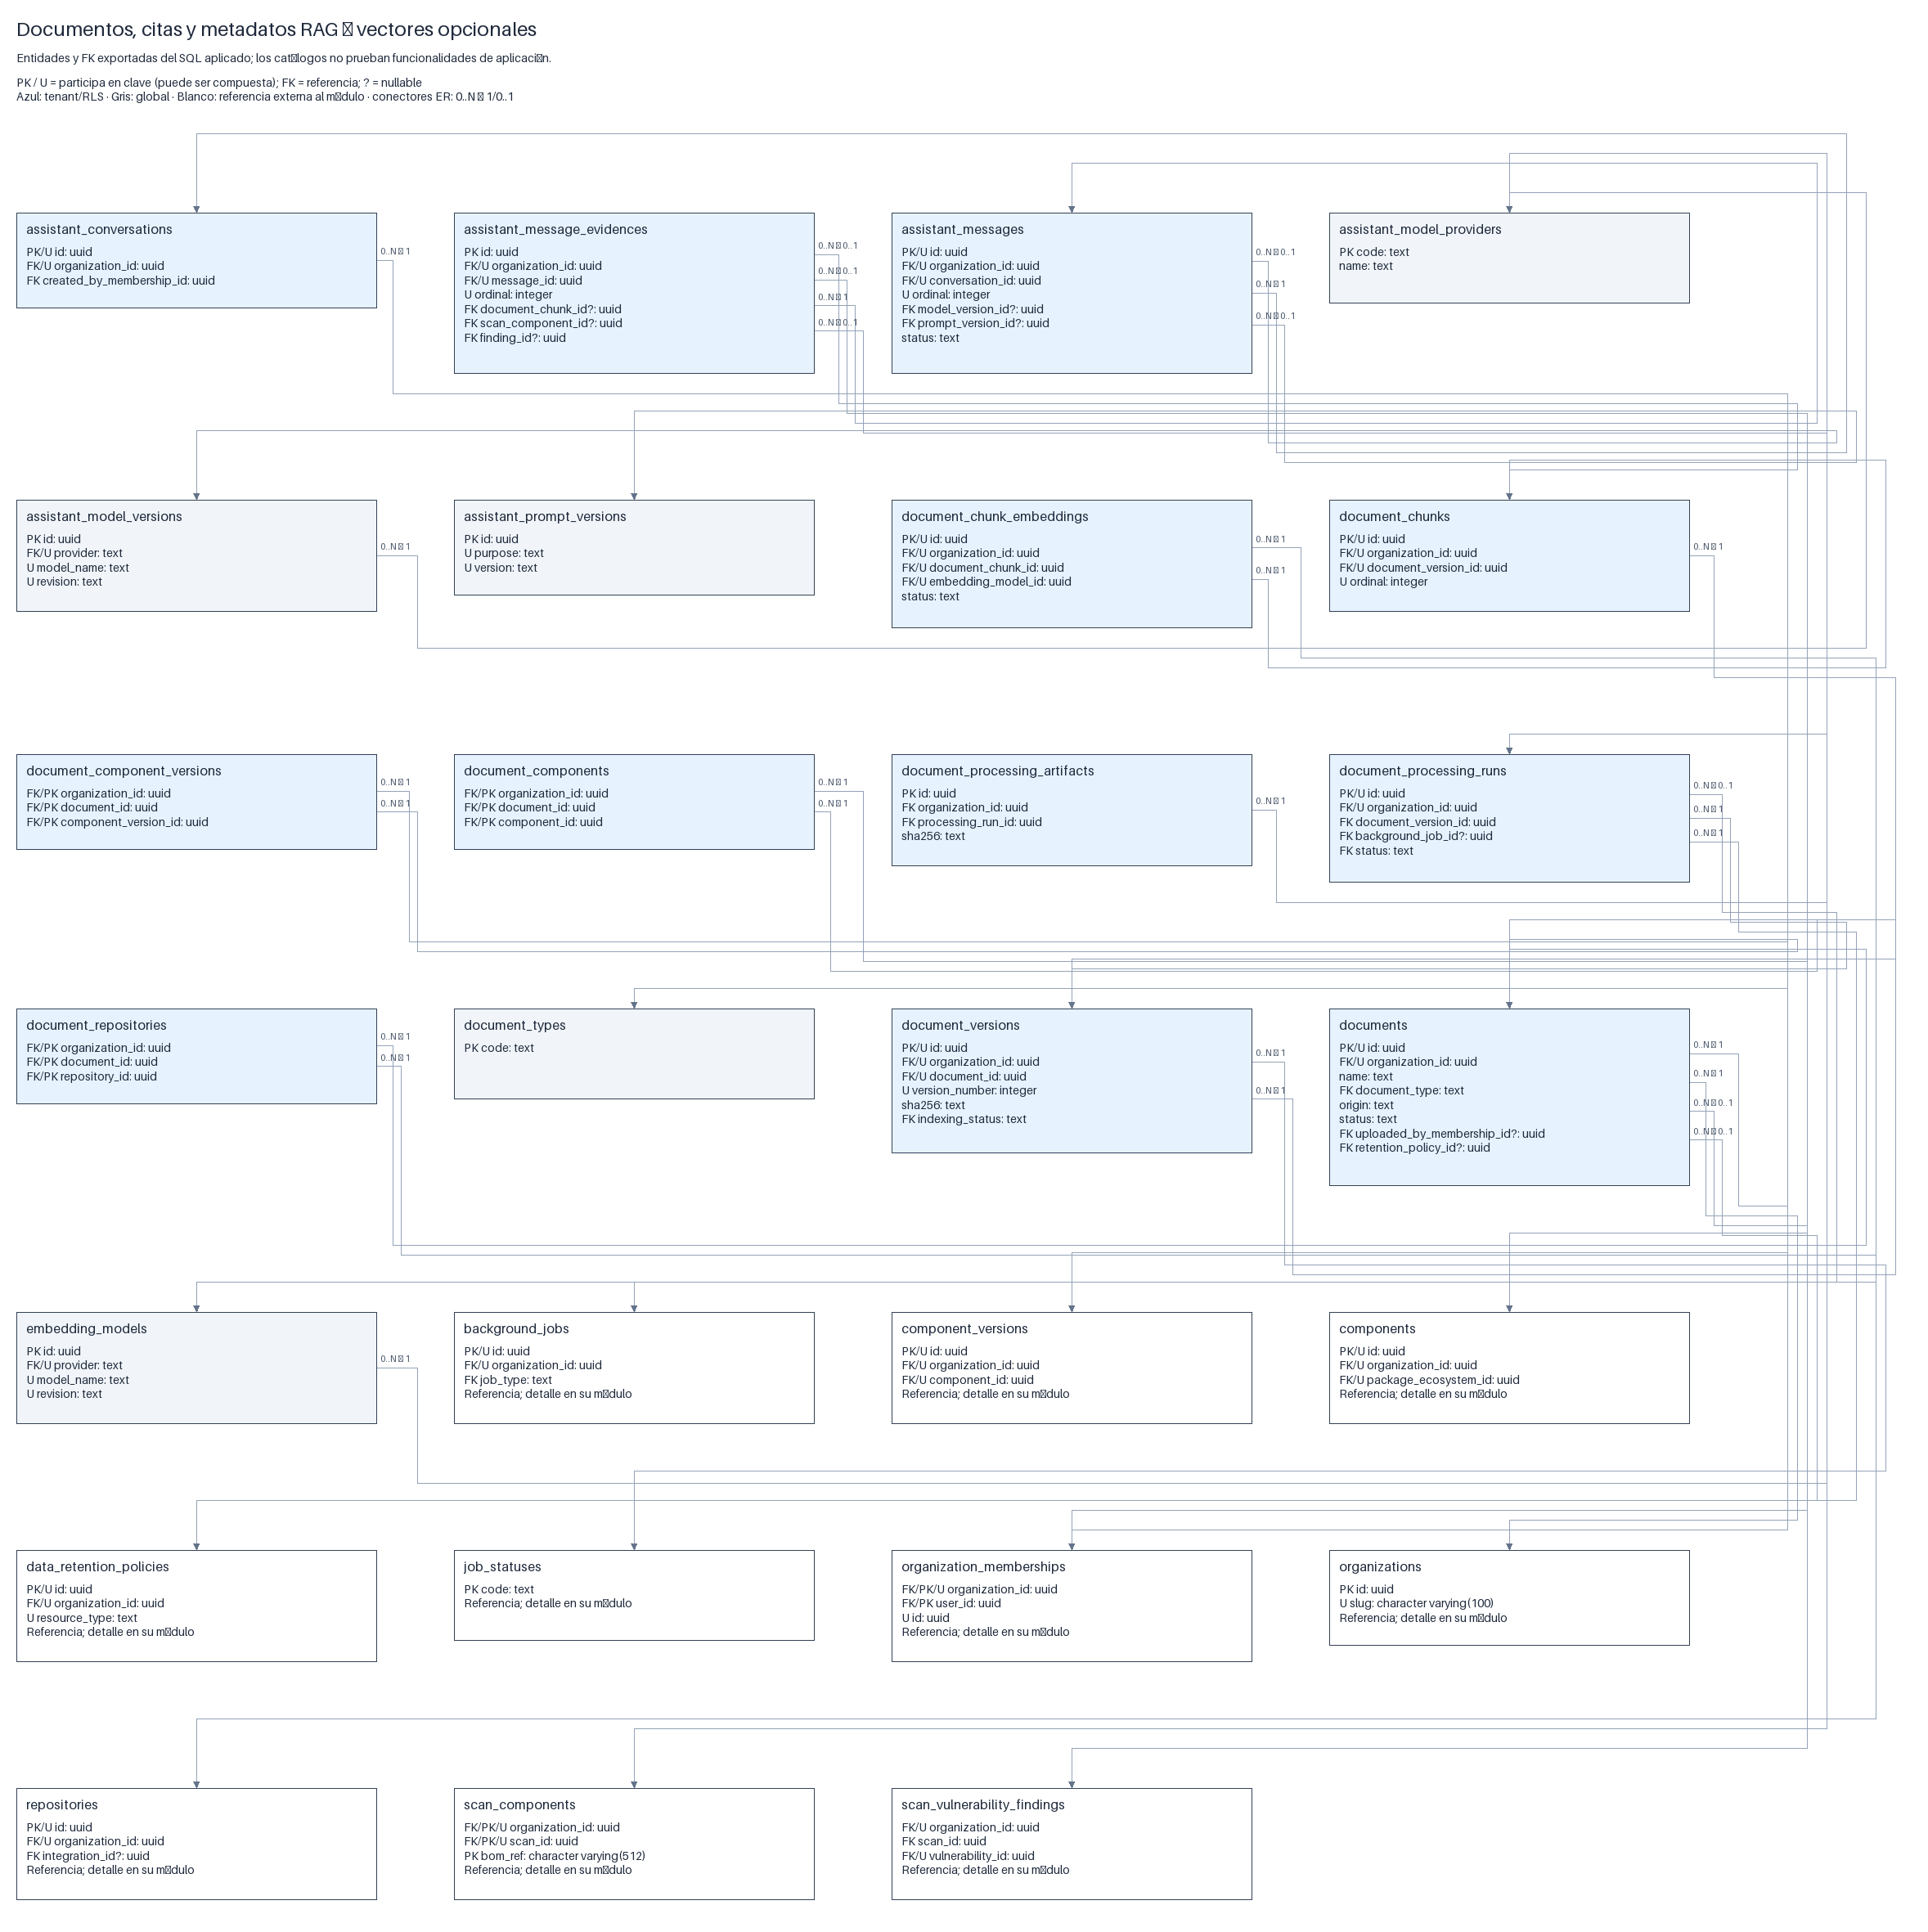 Documentos, citas y metadatos RAG ☒ vectores opcionales
Entidades y FK exportadas del SQL aplicado; los cat☒logos no prueban funcionalidades de aplicaci☒n.
PK / U = participa en clave (puede ser compuesta); FK = referencia; ? = nullable
Azul: tenant/RLS · Gris: global · Blanco: referencia externa al m☒dulo · conectores ER: 0..N ☒ 1/0..1
assistant_conversations
PK/U id: uuid
FK/U organization_id: uuid
FK created_by_membership_id: uuid
0..N☒1
assistant_message_evidences
PK id: uuid
FK/U organization_id: uuid
FK/U message_id: uuid
U ordinal: integer
FK document_chunk_id?: uuid
FK scan_component_id?: uuid
FK finding_id?: uuid
0..N☒0..1
0..N☒0..1
0..N☒1
0..N☒0..1
assistant_messages
PK/U id: uuid
FK/U organization_id: uuid
FK/U conversation_id: uuid
U ordinal: integer
FK model_version_id?: uuid
FK prompt_version_id?: uuid
status: text
0..N☒0..1
0..N☒1
0..N☒0..1
assistant_model_providers
PK code: text
name: text
assistant_model_versions
PK id: uuid
FK/U provider: text
U model_name: text
U revision: text
0..N☒1
assistant_prompt_versions
PK id: uuid
U purpose: text
U version: text
document_chunk_embeddings
PK/U id: uuid
FK/U organization_id: uuid
FK/U document_chunk_id: uuid
FK/U embedding_model_id: uuid
status: text
0..N☒1
0..N☒1
document_chunks
PK/U id: uuid
FK/U organization_id: uuid
FK/U document_version_id: uuid
U ordinal: integer
0..N☒1
document_component_versions
FK/PK organization_id: uuid
FK/PK document_id: uuid
FK/PK component_version_id: uuid
0..N☒1
0..N☒1
document_components
FK/PK organization_id: uuid
FK/PK document_id: uuid
FK/PK component_id: uuid
0..N☒1
0..N☒1
document_processing_artifacts
PK id: uuid
FK organization_id: uuid
FK processing_run_id: uuid
sha256: text
0..N☒1
document_processing_runs
PK/U id: uuid
FK/U organization_id: uuid
FK document_version_id: uuid
FK background_job_id?: uuid
FK status: text
0..N☒0..1
0..N☒1
0..N☒1
document_repositories
FK/PK organization_id: uuid
FK/PK document_id: uuid
FK/PK repository_id: uuid
0..N☒1
0..N☒1
document_types
PK code: text
document_versions
PK/U id: uuid
FK/U organization_id: uuid
FK/U document_id: uuid
U version_number: integer
sha256: text
FK indexing_status: text
0..N☒1
0..N☒1
documents
PK/U id: uuid
FK/U organization_id: uuid
name: text
FK document_type: text
origin: text
status: text
FK uploaded_by_membership_id?: uuid
FK retention_policy_id?: uuid
0..N☒1
0..N☒1
0..N☒0..1
0..N☒0..1
embedding_models
PK id: uuid
FK/U provider: text
U model_name: text
U revision: text
0..N☒1
background_jobs
PK/U id: uuid
FK/U organization_id: uuid
FK job_type: text
Referencia; detalle en su m☒dulo
component_versions
PK/U id: uuid
FK/U organization_id: uuid
FK/U component_id: uuid
Referencia; detalle en su m☒dulo
components
PK/U id: uuid
FK/U organization_id: uuid
FK/U package_ecosystem_id: uuid
Referencia; detalle en su m☒dulo
data_retention_policies
PK/U id: uuid
FK/U organization_id: uuid
U resource_type: text
Referencia; detalle en su m☒dulo
job_statuses
PK code: text
Referencia; detalle en su m☒dulo
organization_memberships
FK/PK/U organization_id: uuid
FK/PK user_id: uuid
U id: uuid
Referencia; detalle en su m☒dulo
organizations
PK id: uuid
U slug: character varying(100)
Referencia; detalle en su m☒dulo
repositories
PK/U id: uuid
FK/U organization_id: uuid
FK integration_id?: uuid
Referencia; detalle en su m☒dulo
scan_components
FK/PK/U organization_id: uuid
FK/PK/U scan_id: uuid
PK bom_ref: character varying(512)
Referencia; detalle en su m☒dulo
scan_vulnerability_findings
FK/U organization_id: uuid
FK scan_id: uuid
FK/U vulnerability_id: uuid
Referencia; detalle en su m☒dulo